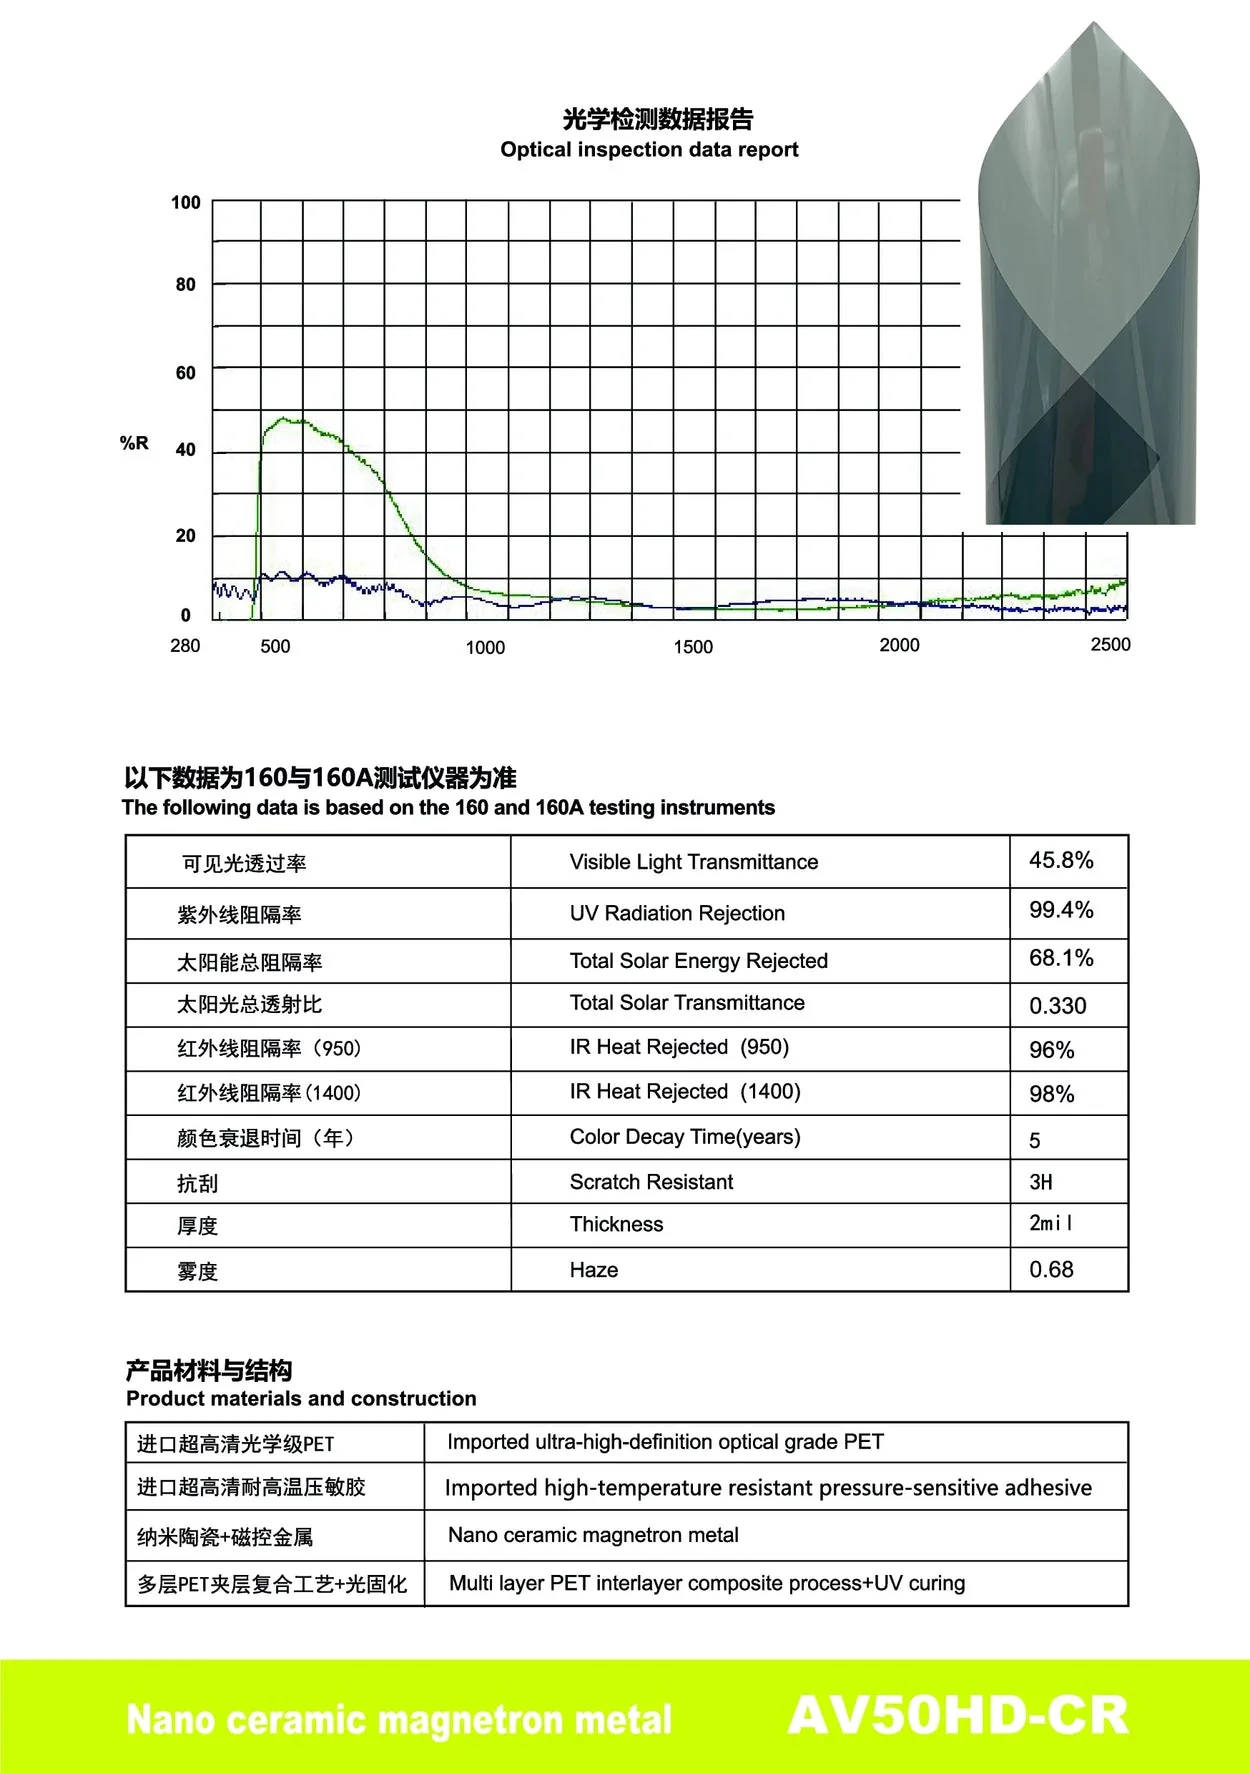 光学检测数据报告
Optical inspection data report
100
80
60
%R
40
20
0
280 500 1000 1500 2000 2500
以下数据为160与160A测试仪器为准
The following data is based on the 160 and 160A testing instruments
可见光透过率 Visible Light Transmittance 45.8%
紫外线阻隔率 UV Radiation Rejection 99.4%
太阳能总阻隔率 Total Solar Energy Rejected 68.1%
太阳光总透射比 Total Solar Transmittance 0.330
红外线阻隔率（950） IR Heat Rejected (950) 96%
红外线阻隔率(1400) IR Heat Rejected (1400) 98%
颜色衰退时间（年） Color Decay Time(years) 5
抗刮 Scratch Resistant 3H
厚度 Thickness 2mil
雾度 Haze 0.68
产品材料与结构
Product materials and construction
进口超高清光学级PET Imported ultra-high-definition optical grade PET
进口超高清耐高温压敏胶 Imported high-temperature resistant pressure-sensitive adhesive
纳米陶瓷+磁控金属 Nano ceramic magnetron metal
多层PET夹层复合工艺+光固化 Multi layer PET interlayer composite process+UV curing
Nano ceramic magnetron metal AV50HD-CR